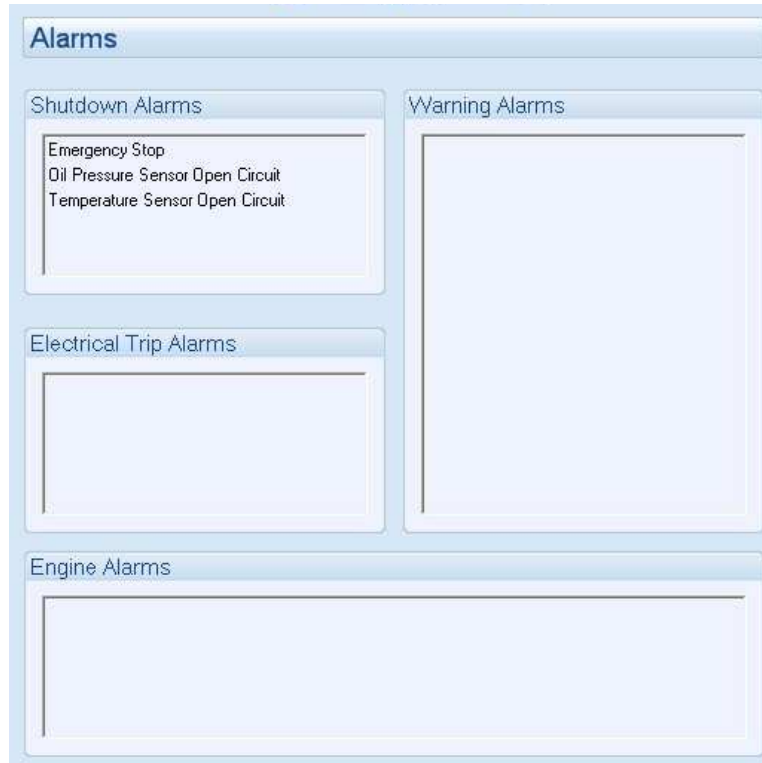 Alarms
Shutdown Alarms
Emergency Stop
Oil Pressure Sensor Open Circuit
Temperature Sensor Open Circuit
Warning Alarms
Electrical Trip Alarms
Engine Alarms